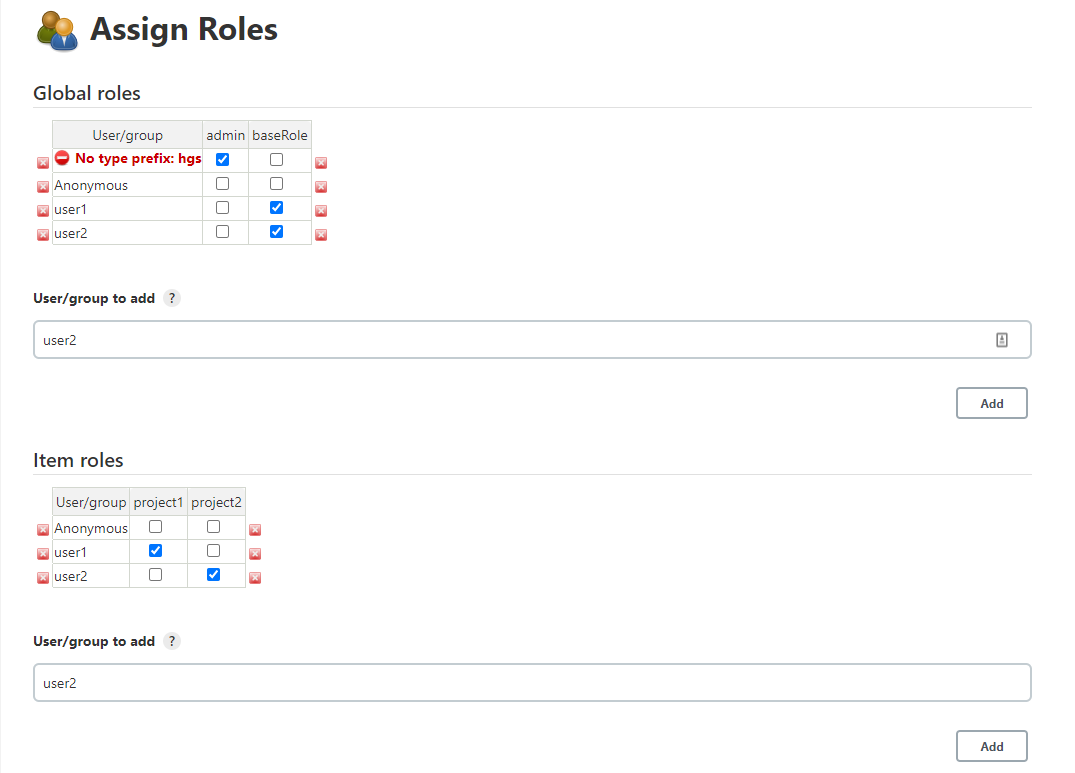 Assign Roles
Global roles
User/group admin baseRole
No type prefix: hgs
Anonymous
user1
user2
User/group to add ?
user2
Add
Item roles
User/group project1 project2
Anonymous
user1
user2
User/group to add ?
user2
Add